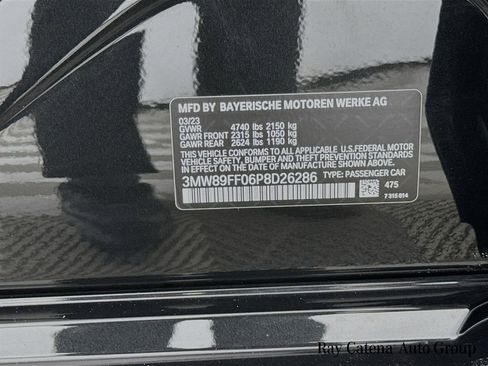 MFD BY BAYERISCHE MOTOREN WERKE AG
03/23
GVWR 4740 lbs 2150 kg
GAWR FRONT 2315 lbs 1050 kg
GAWR REAR 2624 lbs 1190 kg
THIS VEHICLE CONFORMS TO ALL APPLICABLE U.S.FEDERAL MOTOR
VEHICLE SAFETY, BUMPER, AND THEFT PREVENTION STANDARDS
IN EFFECT ON THE DATE OF MANUFACTURE SHOWN ABOVE.
3MW89FF06P8D26286 TYPE: PASSENGER CAR
475
7 315 814
Ray Catena Auto Group